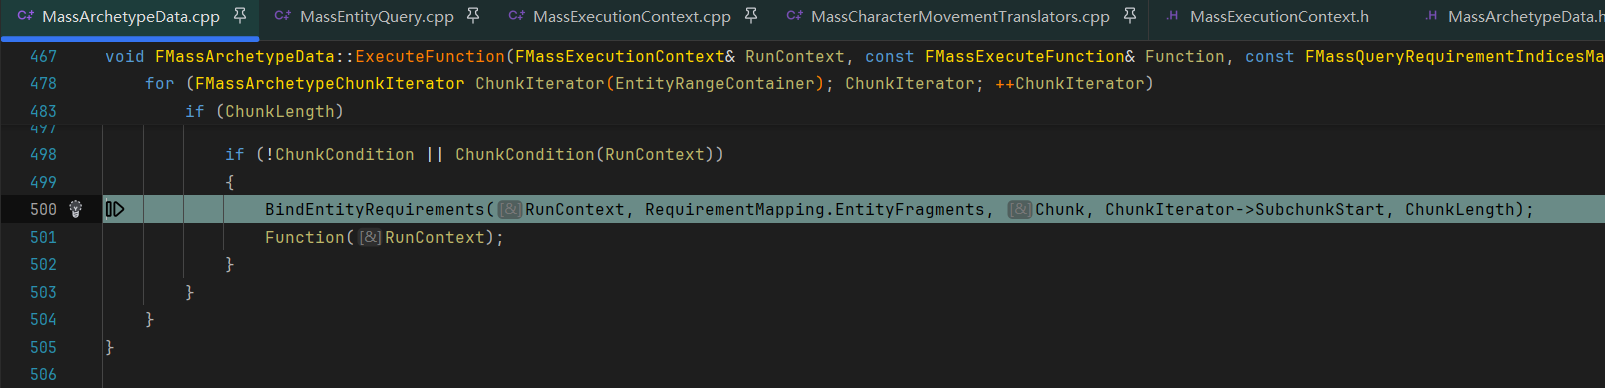 MassArchetypeData.cpp MassEntityQuery.cpp MassExecutionContext.cpp MassCharacterMovementTranslators.cpp .H MassExecutionContext.h .H MassArchetypeData.h
467 void FMassArchetypeData::ExecuteFunction(FMassExecutionContext& RunContext, const FMassExecuteFunction& Function, const FMassQueryRequirementIndicesMa
478 for (FMassArchetypeChunkIterator ChunkIterator(EntityRangeContainer); ChunkIterator; ++ChunkIterator)
483 if (ChunkLength)
497
498 if (!ChunkCondition || ChunkCondition(RunContext))
499 {
500 BindEntityRequirements([&]RunContext, RequirementMapping.EntityFragments, [&]Chunk, ChunkIterator->SubchunkStart, ChunkLength);
501 Function([&]RunContext);
502 }
503 }
504 }
505 }
506